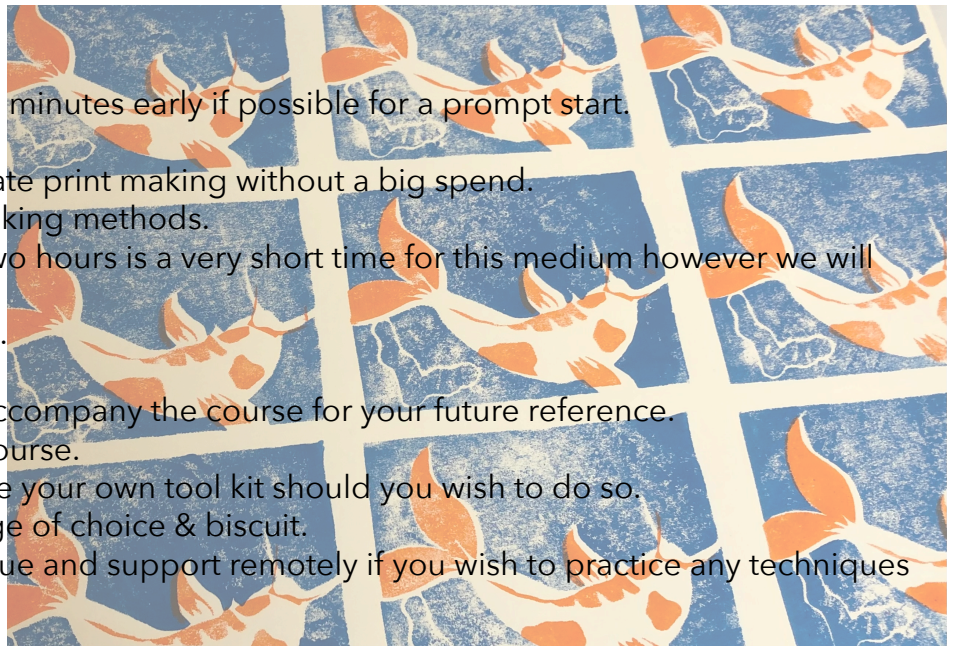 minutes early if possible for a prompt start.
ate print making without a big spend.
king methods.
wo hours is a very short time for this medium however we will
.
ccompany the course for your future reference.
ourse.
e your own tool kit should you wish to do so.
ge of choice & biscuit.
ue and support remotely if you wish to practice any techniques